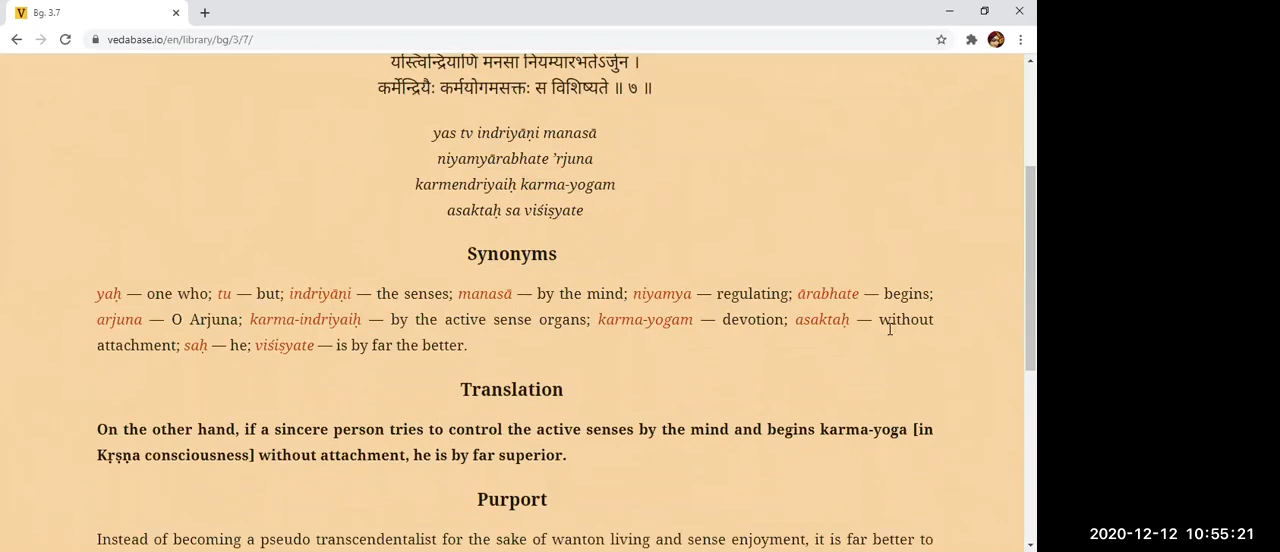 Bg. 3.7
vedabase.io/en/library/bg/3/7/
यस्त्विन्द्रियाणि मनसा नियम्यारभतेऽर्जुन ।
कर्मेन्द्रियैः कर्मयोगमसक्तः स विशिष्यते ॥ ७ ॥
yas tv indriyāṇi manasā
niyamyārabhate ’rjuna
karmendriyaiḥ karma-yogam
asaktaḥ sa viśiṣyate
Synonyms
yaḥ — one who; tu — but; indriyāṇi — the senses; manasā — by the mind; niyamya — regulating; ārabhate — begins;
arjuna — O Arjuna; karma-indriyaiḥ — by the active sense organs; karma-yogam — devotion; asaktaḥ — without
attachment; saḥ — he; viśiṣyate — is by far the better.
Translation
On the other hand, if a sincere person tries to control the active senses by the mind and begins karma-yoga [in
Kṛṣṇa consciousness] without attachment, he is by far superior.
Purport
Instead of becoming a pseudo transcendentalist for the sake of wanton living and sense enjoyment, it is far better to
2020-12-12 10:55:21